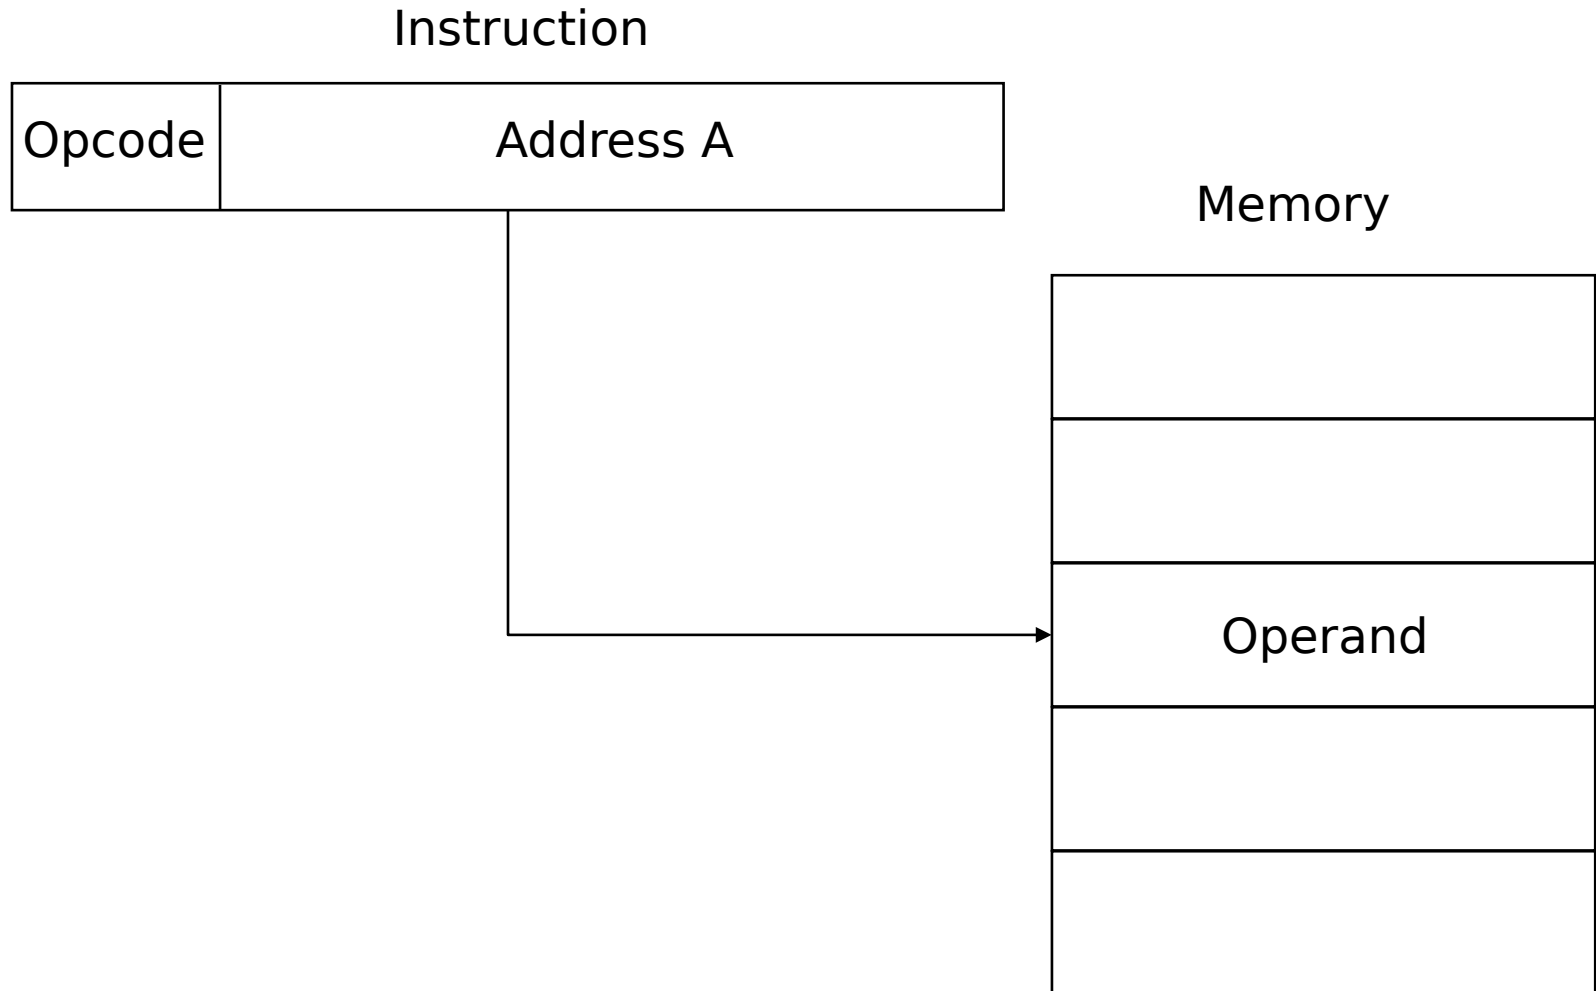 Instruction
Opcode
Address A
Memory
Operand